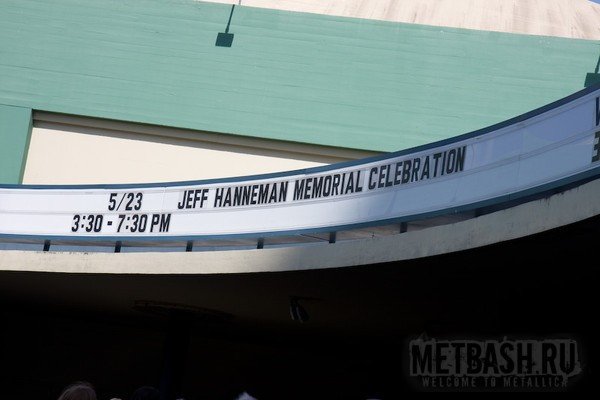 5/23 JEFF HANNEMAN MEMORIAL CELEBRATION
3:30 - 7:30 PM
METBASH.RU
WELCOME TO METALLICA